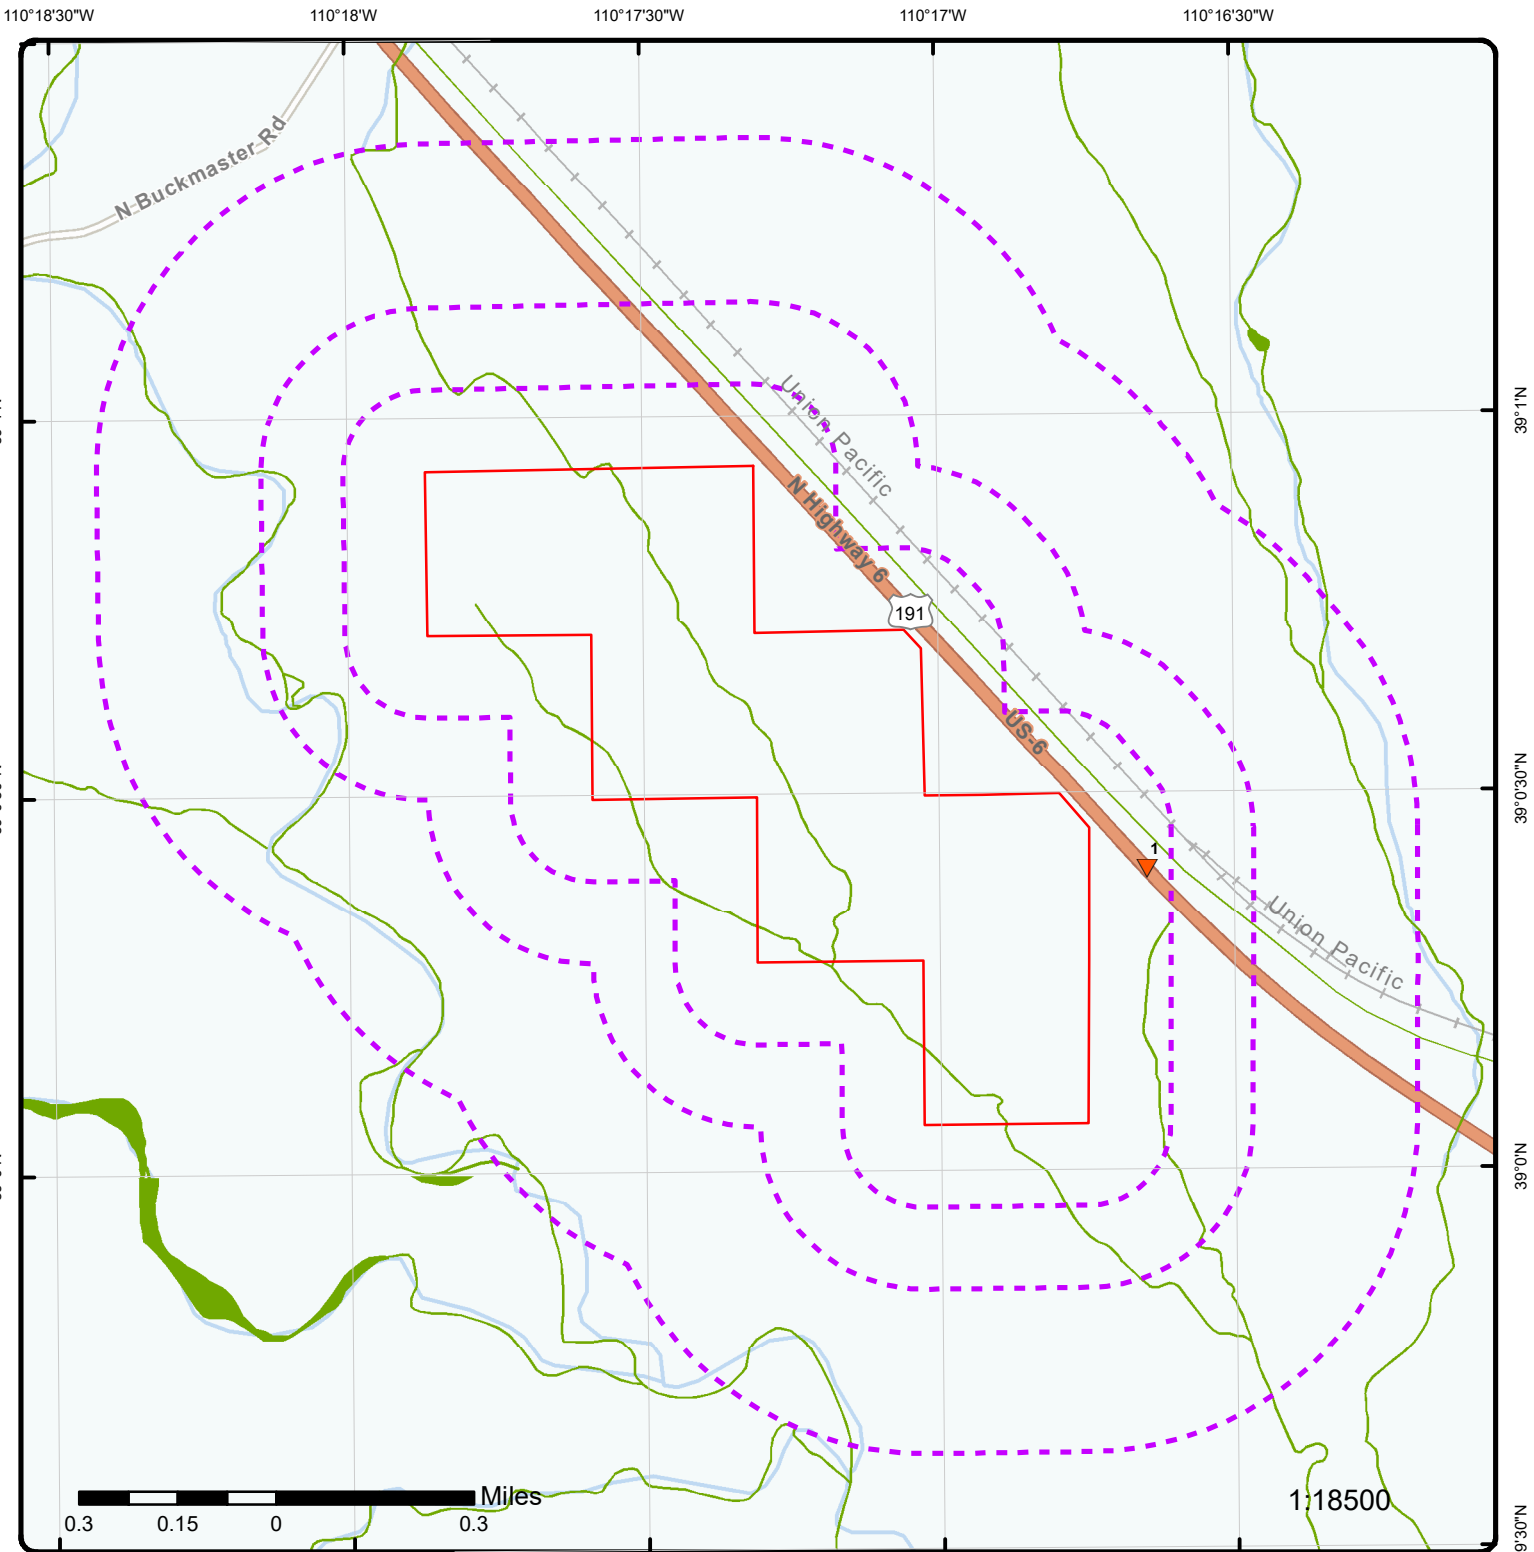 110°18'30"W 110°18'W 110°17'30"W 110°17'W 110°16'30"W
N Buckmaster Rd
Union Pacific
39°1'N
N Highway 6
191
US-6
39°0'30"N
1
Union Pacific
39°0'N
Miles
0.3 0.15 0 0.3
1:18500
9'30"N